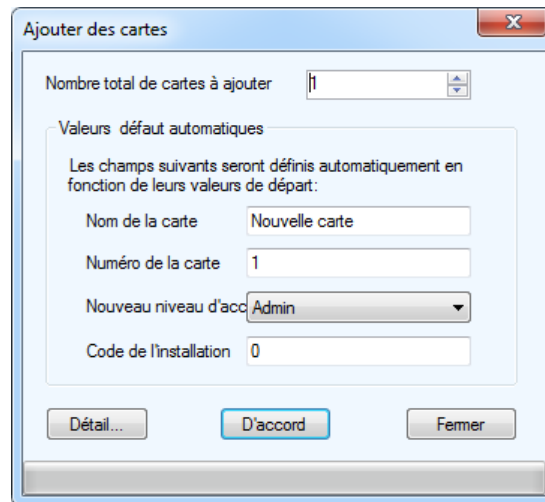 Ajouter des cartes
Nombre total de cartes à ajouter 1
Valeurs défaut automatiques
Les champs suivants seront définis automatiquement en
fonction de leurs valeurs de départ:
Nom de la carte Nouvelle carte
Numéro de la carte 1
Nouveau niveau d'acc Admin
Code de l'installation 0
Détail... D'accord Fermer